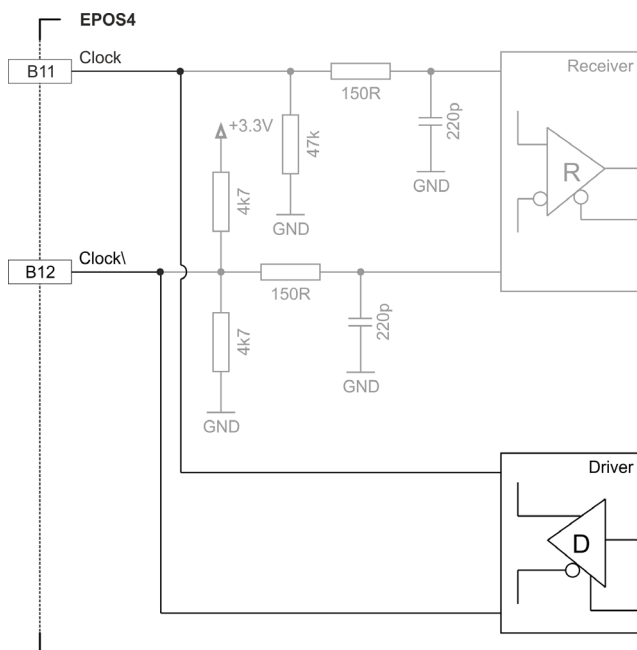 EPOS4
B11
Clock
150R
Receiver
220p
GND
+3.3V
47k
GND
4k7
R
B12
Clock\
150R
220p
GND
4k7
GND
Driver
D